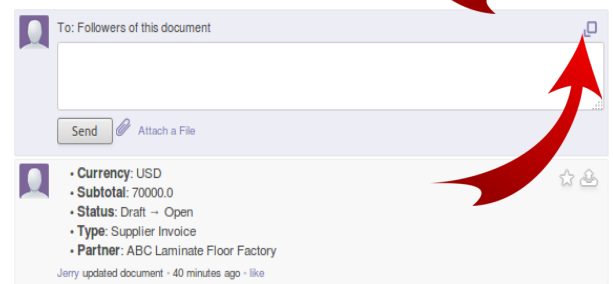 To: Followers of this document
Send Attach a File
• Currency: USD
• Subtotal: 70000.0
• Status: Draft → Open
• Type: Supplier Invoice
• Partner: ABC Laminate Floor Factory
Jerry updated document • 40 minutes ago • like